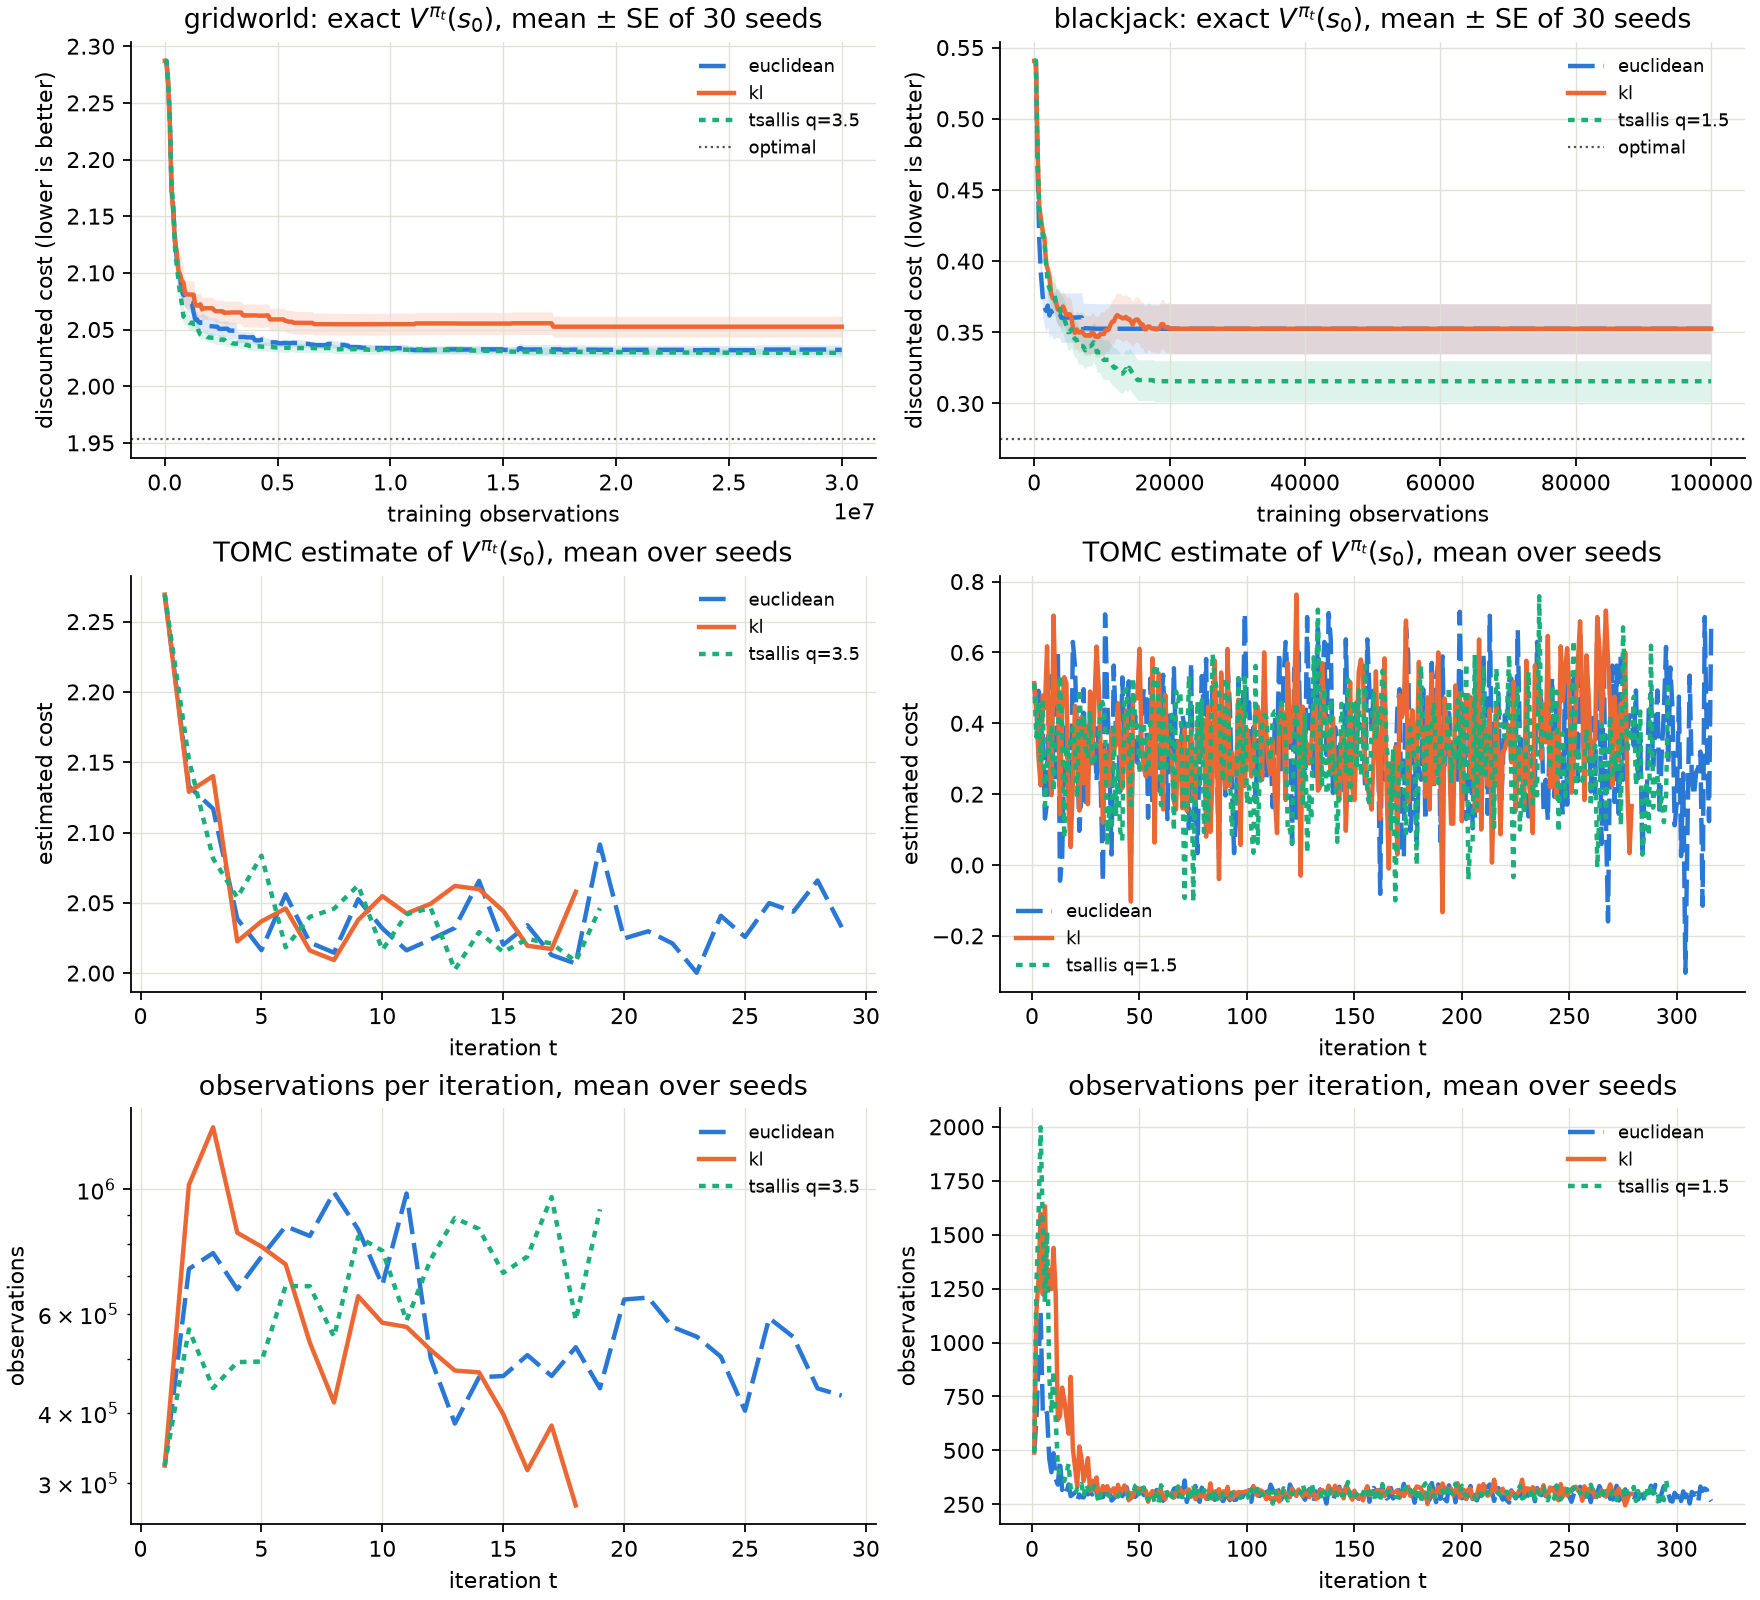 gridworld: exact $V^{\pi_t}(s_0)$, mean ± SE of 30 seeds
discounted cost (lower is better)
2.30
2.25
2.20
2.15
2.10
2.05
2.00
1.95
euclidean
kl
tsallis q=3.5
optimal
0.0
0.5
1.0
1.5
2.0
2.5
3.0
1e7
training observations
blackjack: exact $V^{\pi_t}(s_0)$, mean ± SE of 30 seeds
discounted cost (lower is better)
0.55
0.50
0.45
0.40
0.35
0.30
euclidean
kl
tsallis q=1.5
optimal
0
20000
40000
60000
80000
100000
training observations
TOMC estimate of $V^{\pi_t}(s_0)$, mean over seeds
estimated cost
2.25
2.20
2.15
2.10
2.05
2.00
euclidean
kl
tsallis q=3.5
0
5
10
15
20
25
30
iteration t
TOMC estimate of $V^{\pi_t}(s_0)$, mean over seeds
estimated cost
0.8
0.6
0.4
0.2
0.0
−0.2
euclidean
kl
tsallis q=1.5
0
50
100
150
200
250
300
iteration t
observations per iteration, mean over seeds
observations
$10^6$
$6 \times 10^5$
$4 \times 10^5$
$3 \times 10^5$
euclidean
kl
tsallis q=3.5
0
5
10
15
20
25
30
iteration t
observations per iteration, mean over seeds
observations
2000
1750
1500
1250
1000
750
500
250
euclidean
kl
tsallis q=1.5
0
50
100
150
200
250
300
iteration t